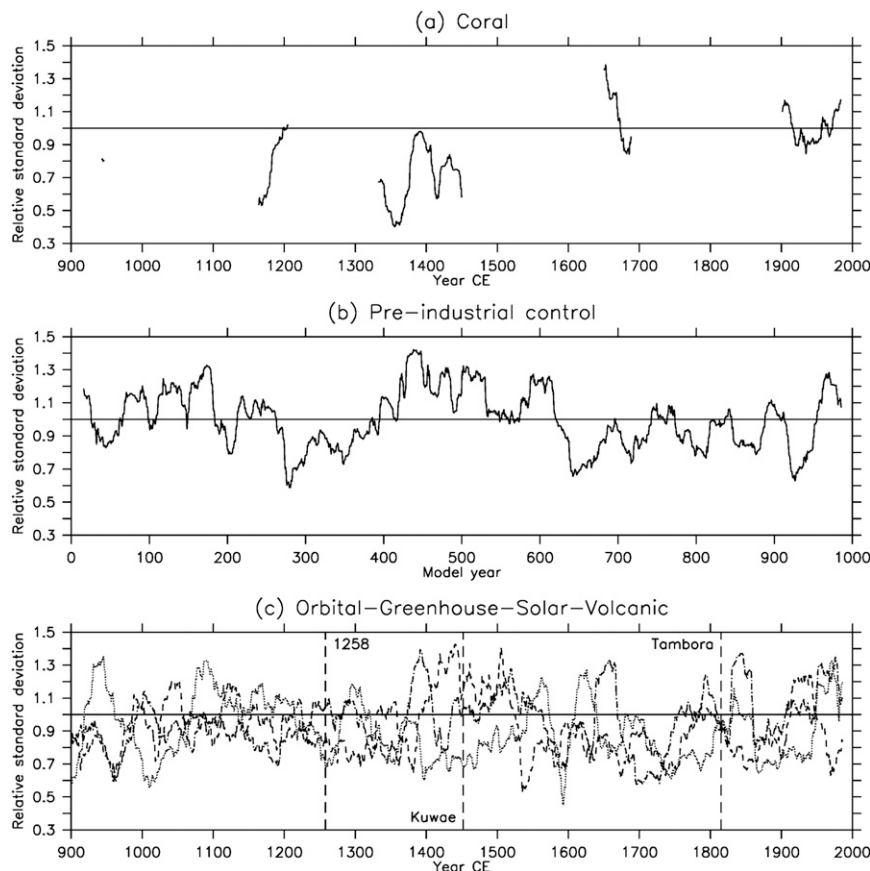 (a) Coral
Relative standard deviation
1.5
1.3
1.1
0.9
0.7
0.5
0.3
900 1000 1100 1200 1300 1400 1500 1600 1700 1800 1900 2000
Year CE
(b) Pre-industrial control
Relative standard deviation
1.5
1.3
1.1
0.9
0.7
0.5
0.3
0 100 200 300 400 500 600 700 800 900 1000
Model year
(c) Orbital-Greenhouse-Solar-Volcanic
Relative standard deviation
1.5
1.3
1.1
0.9
0.7
0.5
0.3
1258
Kuwae
Tambora
900 1000 1100 1200 1300 1400 1500 1600 1700 1800 1900 2000
Year CE